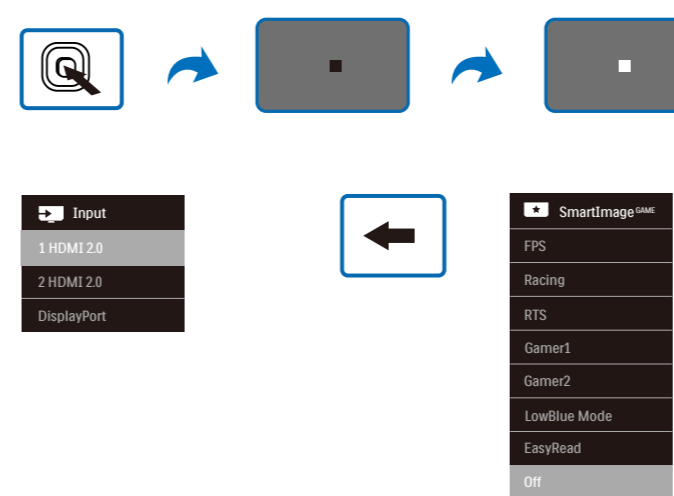 Input
1 HDMI 2.0
2 HDMI 2.0
DisplayPort
SmartImage GAME
FPS
Racing
RTS
Gamer1
Gamer2
LowBlue Mode
EasyRead
Off